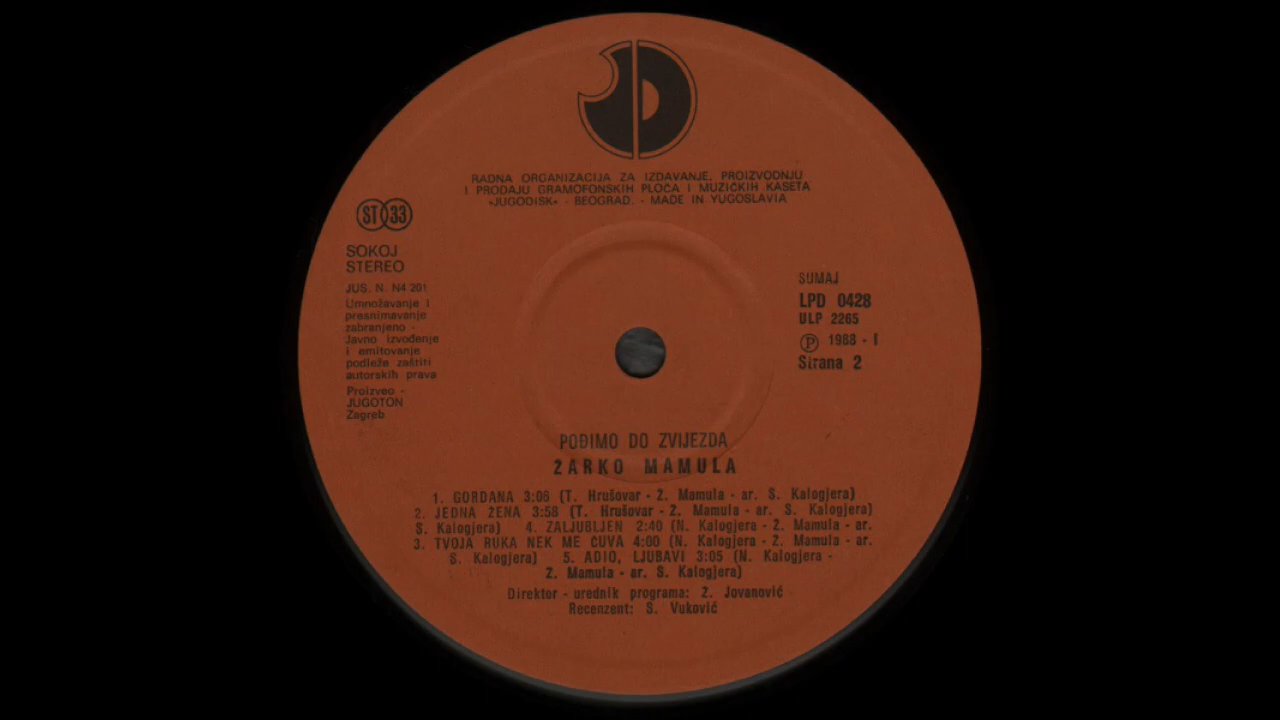 RADNA ORGANIZACIJA ZA IZDAVANJE, PROIZVODNJU
I PRODAJU GRAMOFONSKIH PLOČA I MUZIČKIH KASETA
»JUGODISK« - BEOGRAD. - MADE IN YUGOSLAVIA
ST 33
SOKOJ
STEREO
JUS. N. N4 201
Umnožavanje i
presnimavanje
zabranjeno -
Javno izvođenje
i emitovanje
podleže zaštiti
autorskih prava
Proizveo -
JUGOTON
Zagreb
SUMAJ
LPD 0428
ULP 2265
Ⓟ 1988 - I
Strana 2
POĐIMO DO ZVIJEZDA
ŽARKO MAMULA
1. GORDANA 3:06 (T. Hrušovar - Ž. Mamula - ar. S. Kalogjera)
2. JEDNA ŽENA 3:58 (T. Hrušovar - Ž. Mamula - ar. S. Kalogjera)
S. Kalogjera) 4. ZALJUBLJEN 2:40 (N. Kalogjera - Ž. Mamula - ar.
3. TVOJA RUKA NEK ME ČUVA 4:00 (N. Kalogjera - Ž. Mamula - ar.
S. Kalogjera) 5. ADIO, LJUBAVI 3:05 (N. Kalogjera -
Ž. Mamula - ar. S. Kalogjera)
Direktor - urednik programa: Ž. Jovanović
Recenzent: S. Vuković